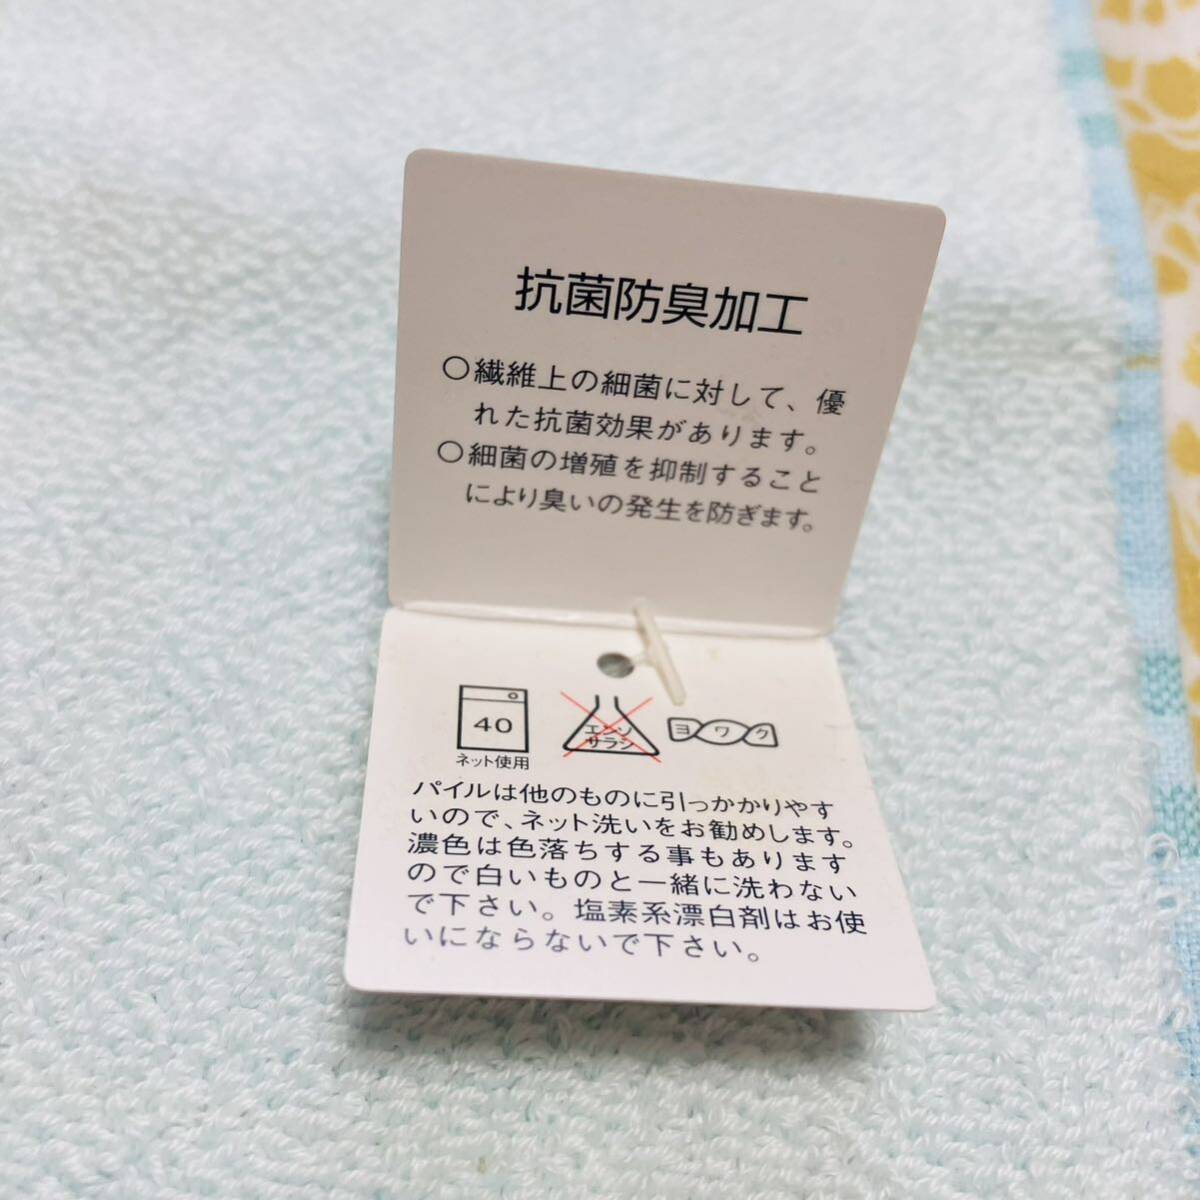 抗菌防臭加工
○繊維上の細菌に対して、優
れた抗菌効果があります。
○細菌の増殖を抑制すること
により臭いの発生を防ぎます。
40
ネット使用
エンソ
サラシ
ヨワク
パイルは他のものに引っかかりやす
いので、ネット洗いをお勧めします。
濃色は色落ちする事もあります
ので白いものと一緒に洗わない
で下さい。塩素系漂白剤はお使
いにならないで下さい。